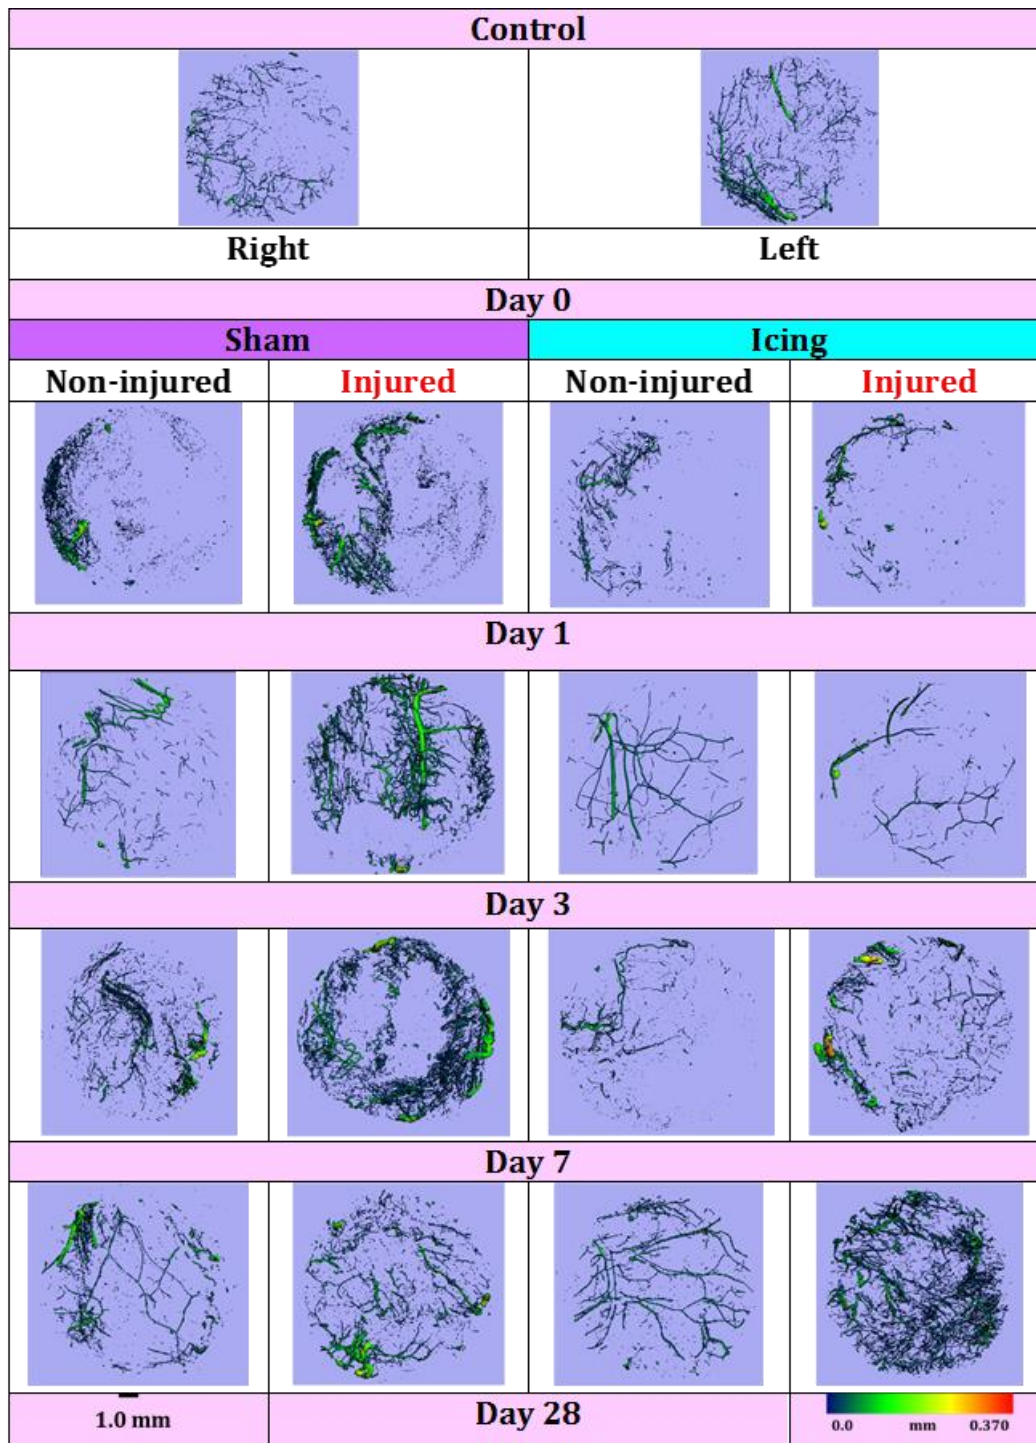 Control
Right Left
Day 0
Sham Icing
Non-injured Injured Non-injured Injured
Day 1
Day 3
Day 7
1.0 mm Day 28 0.0 mm 0.370